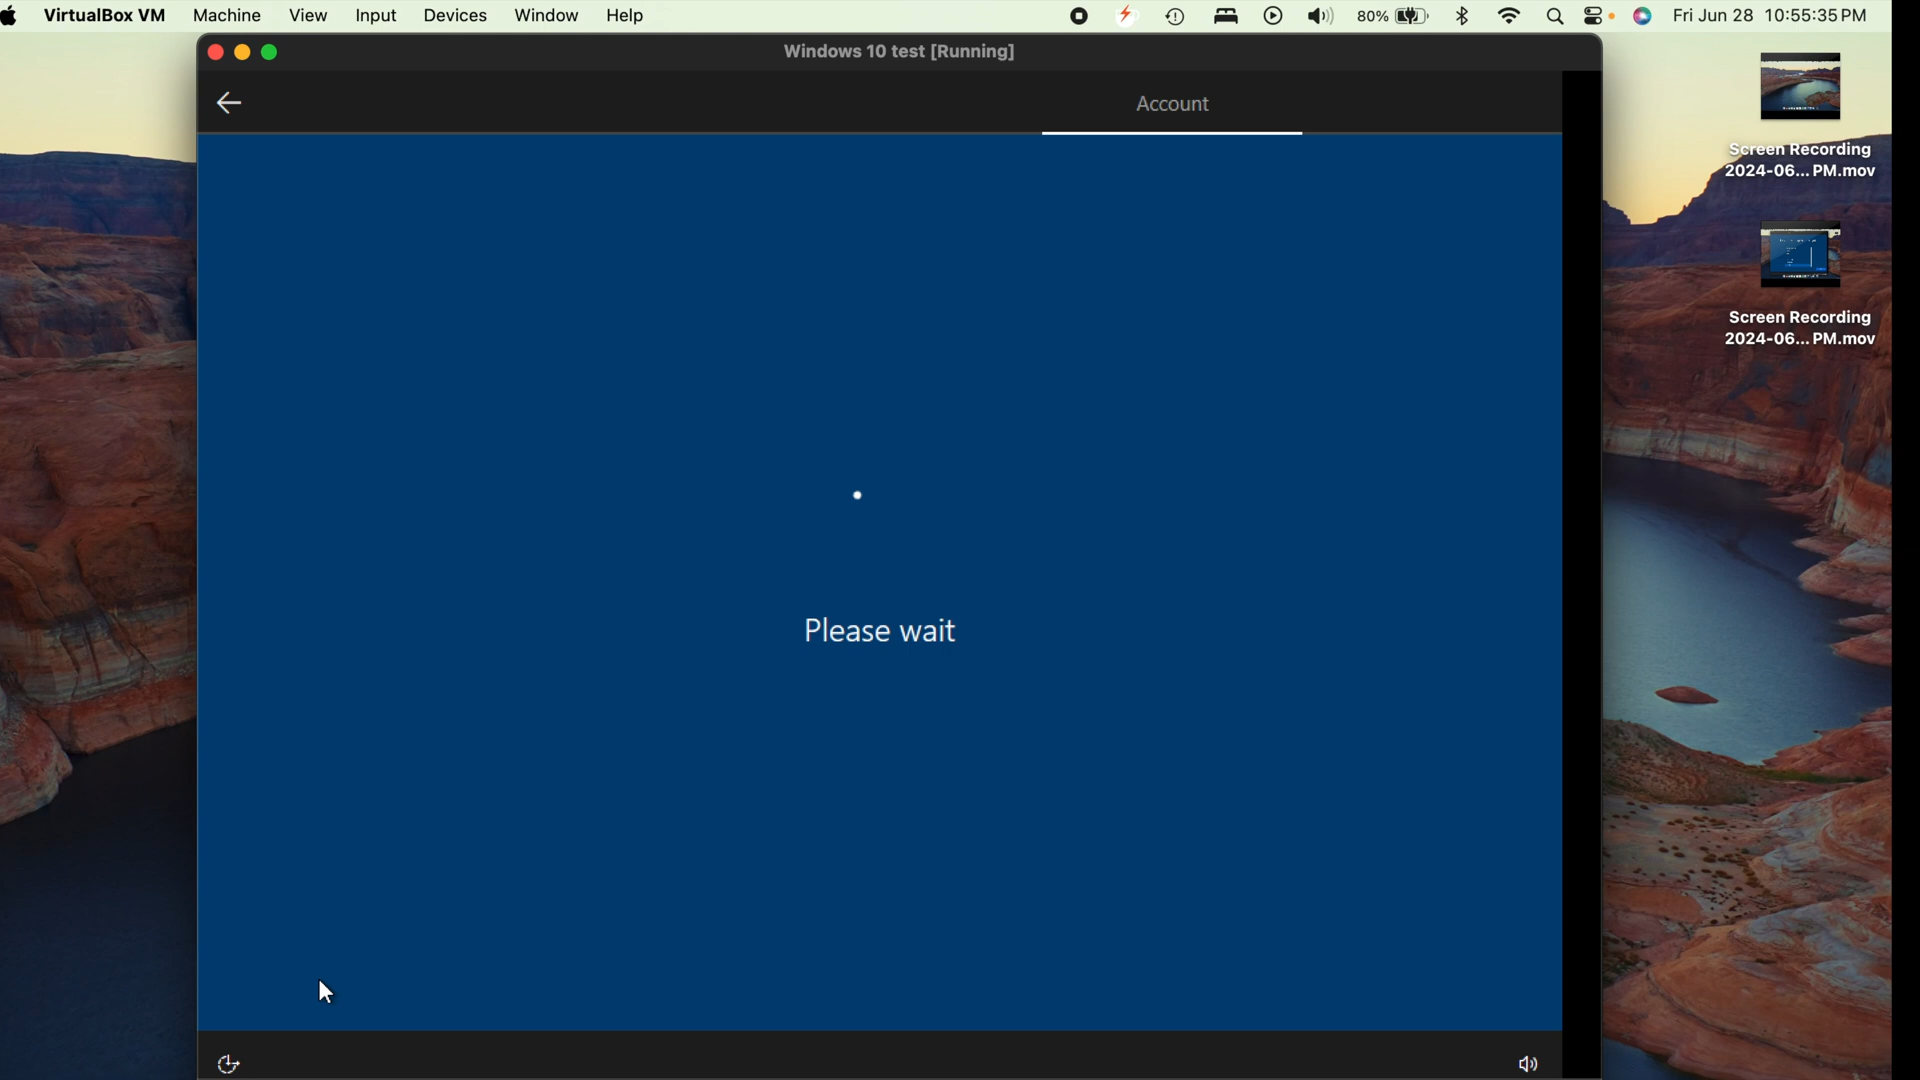 VirtualBox VM Machine View Input Devices Window Help 80% Fri Jun 28 10:55:35 PM
Windows 10 test [Running]
Account
Screen Recording
2024-06... PM.mov
Screen Recording
2024-06... PM.mov
Please wait